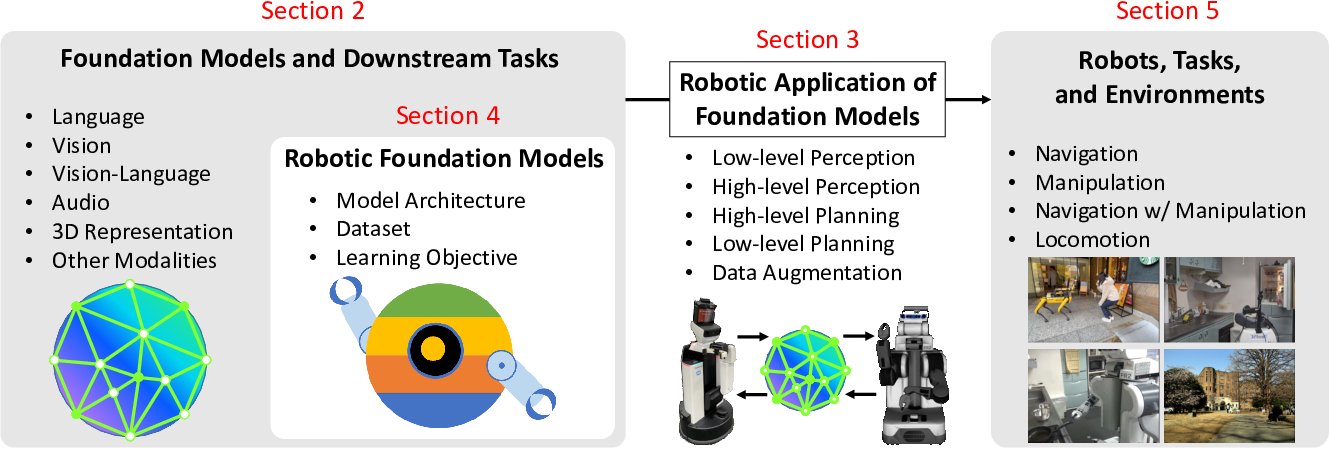 Section 2
Foundation Models and Downstream Tasks
• Language
• Vision
• Vision-Language
• Audio
• 3D Representation
• Other Modalities
Section 4
Robotic Foundation Models
• Model Architecture
• Dataset
• Learning Objective
Section 3
Robotic Application of
Foundation Models
• Low-level Perception
• High-level Perception
• High-level Planning
• Low-level Planning
• Data Augmentation
Section 5
Robots, Tasks,
and Environments
• Navigation
• Manipulation
• Navigation w/ Manipulation
• Locomotion